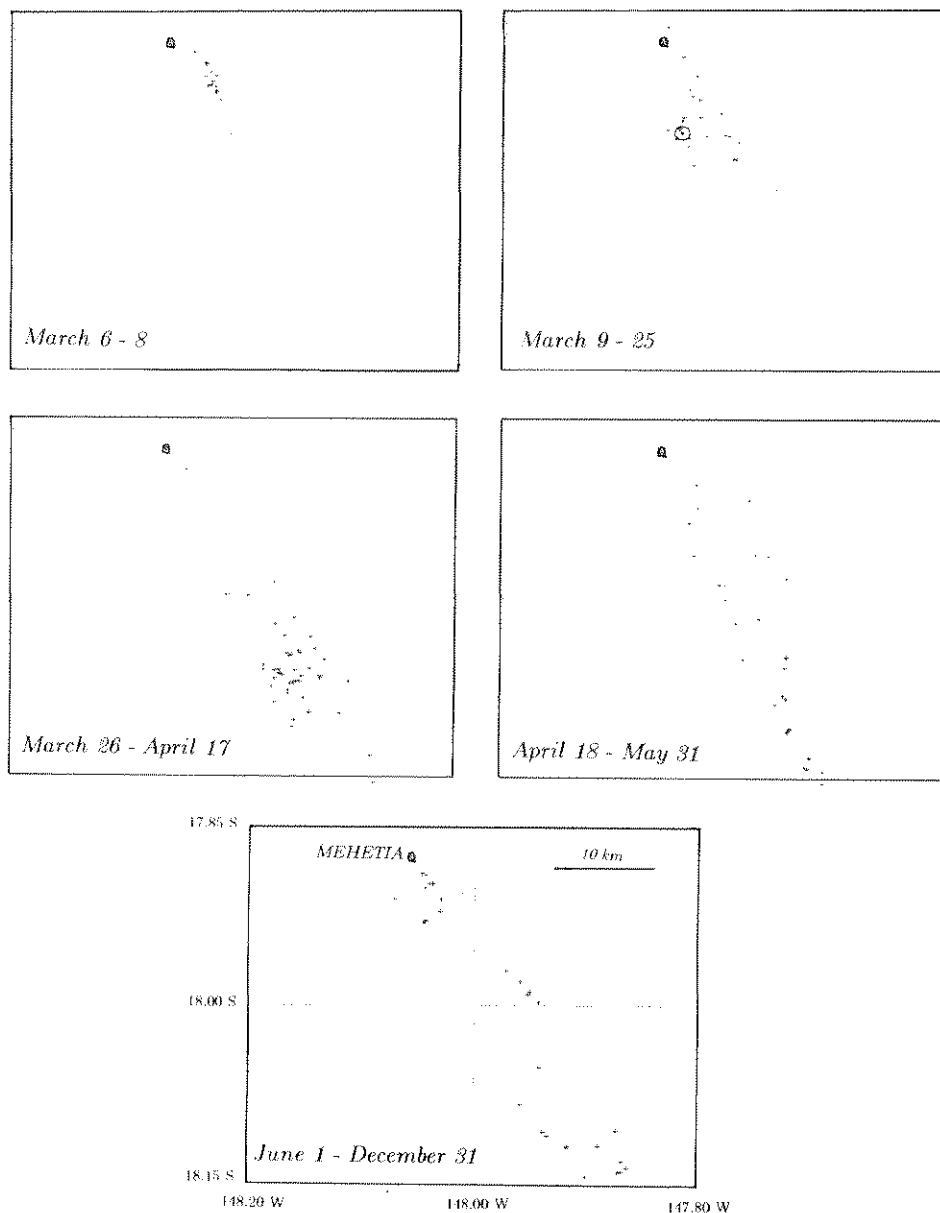 March 6 - 8
March 9 - 25
March 26 - April 17
April 18 - May 31
17.85 S
MEHETIA
10 km
18.00 S
June 1 - December 31
18.15 S
148.20 W
148.00 W
147.80 W